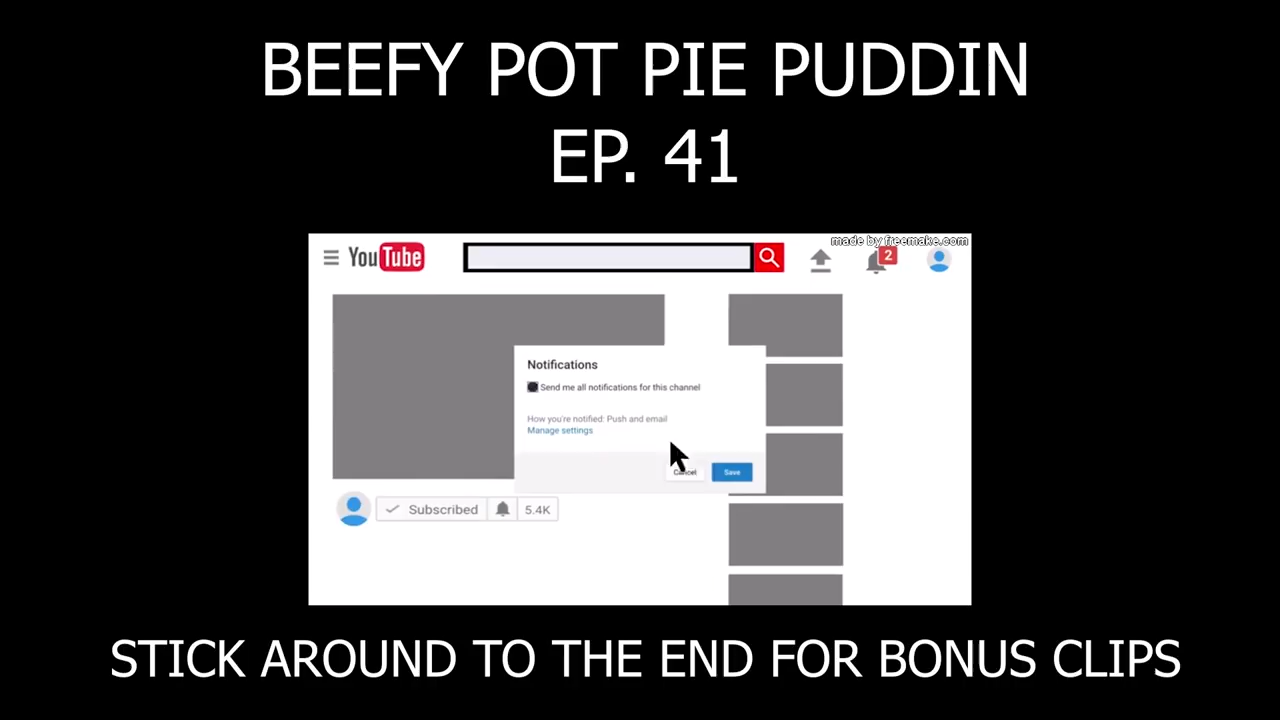 BEEFY POT PIE PUDDIN
EP. 41
made by freemake.com
YouTube
2
Notifications
Send me all notifications for this channel
How you're notified: Push and email
Manage settings
Cancel
Save
Subscribed
5.4K
STICK AROUND TO THE END FOR BONUS CLIPS